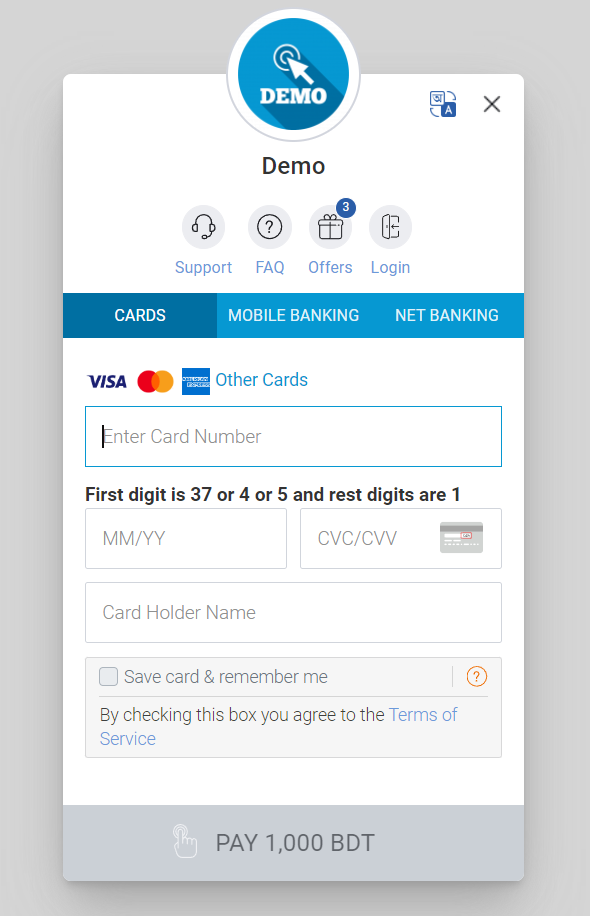 DEMO
অ
A
Demo
3
Support FAQ Offers Login
CARDS MOBILE BANKING NET BANKING
VISA AMERICAN EXPRESS Other Cards
Enter Card Number
First digit is 37 or 4 or 5 and rest digits are 1
MM/YY CVC/CVV
Card Holder Name
Save card & remember me ?
By checking this box you agree to the Terms of
Service
PAY 1,000 BDT